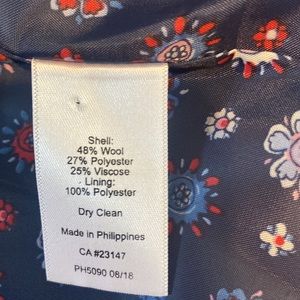 Shell:
48% Wool
27% Polyester
25% Viscose
Lining:
100% Polyester
Dry Clean
Made in Philippines
CA #23147
PH5090 08/18